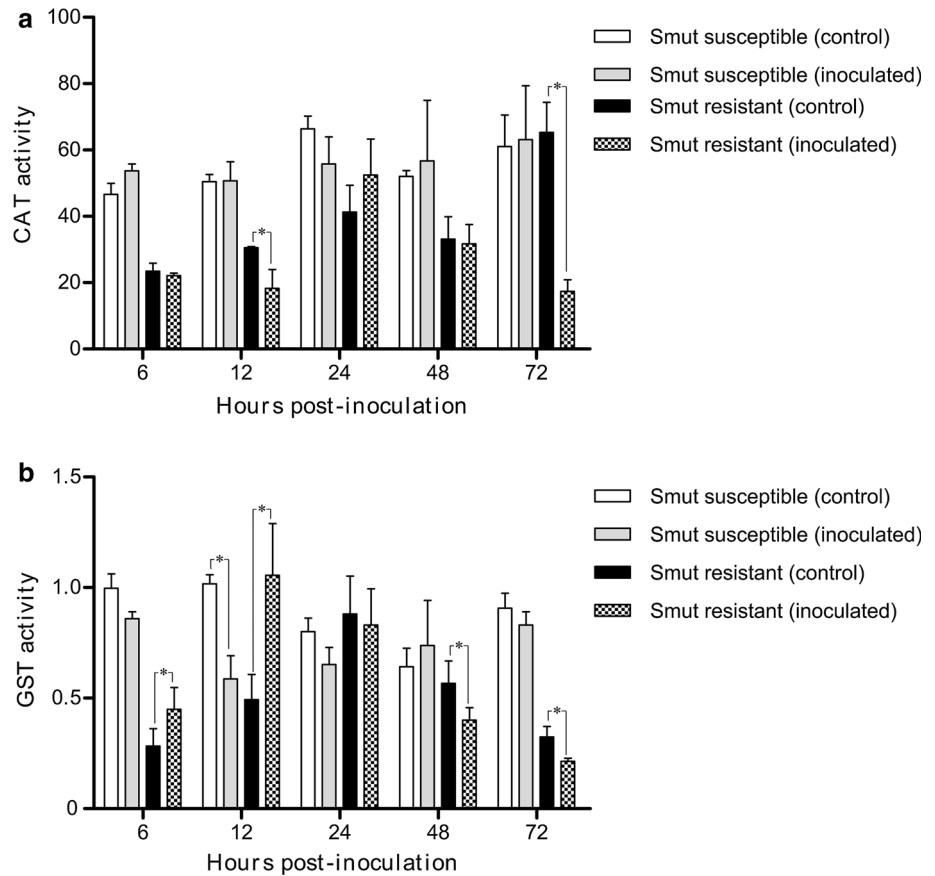 a
100
80
60
40
20
0
CAT activity
*
*
6 12 24 48 72
Hours post-inoculation
Smut susceptible (control)
Smut susceptible (inoculated)
Smut resistant (control)
Smut resistant (inoculated)
b
1.5
1.0
0.5
0
GST activity
*
*
*
*
*
6 12 24 48 72
Hours post-inoculation
Smut susceptible (control)
Smut susceptible (inoculated)
Smut resistant (control)
Smut resistant (inoculated)